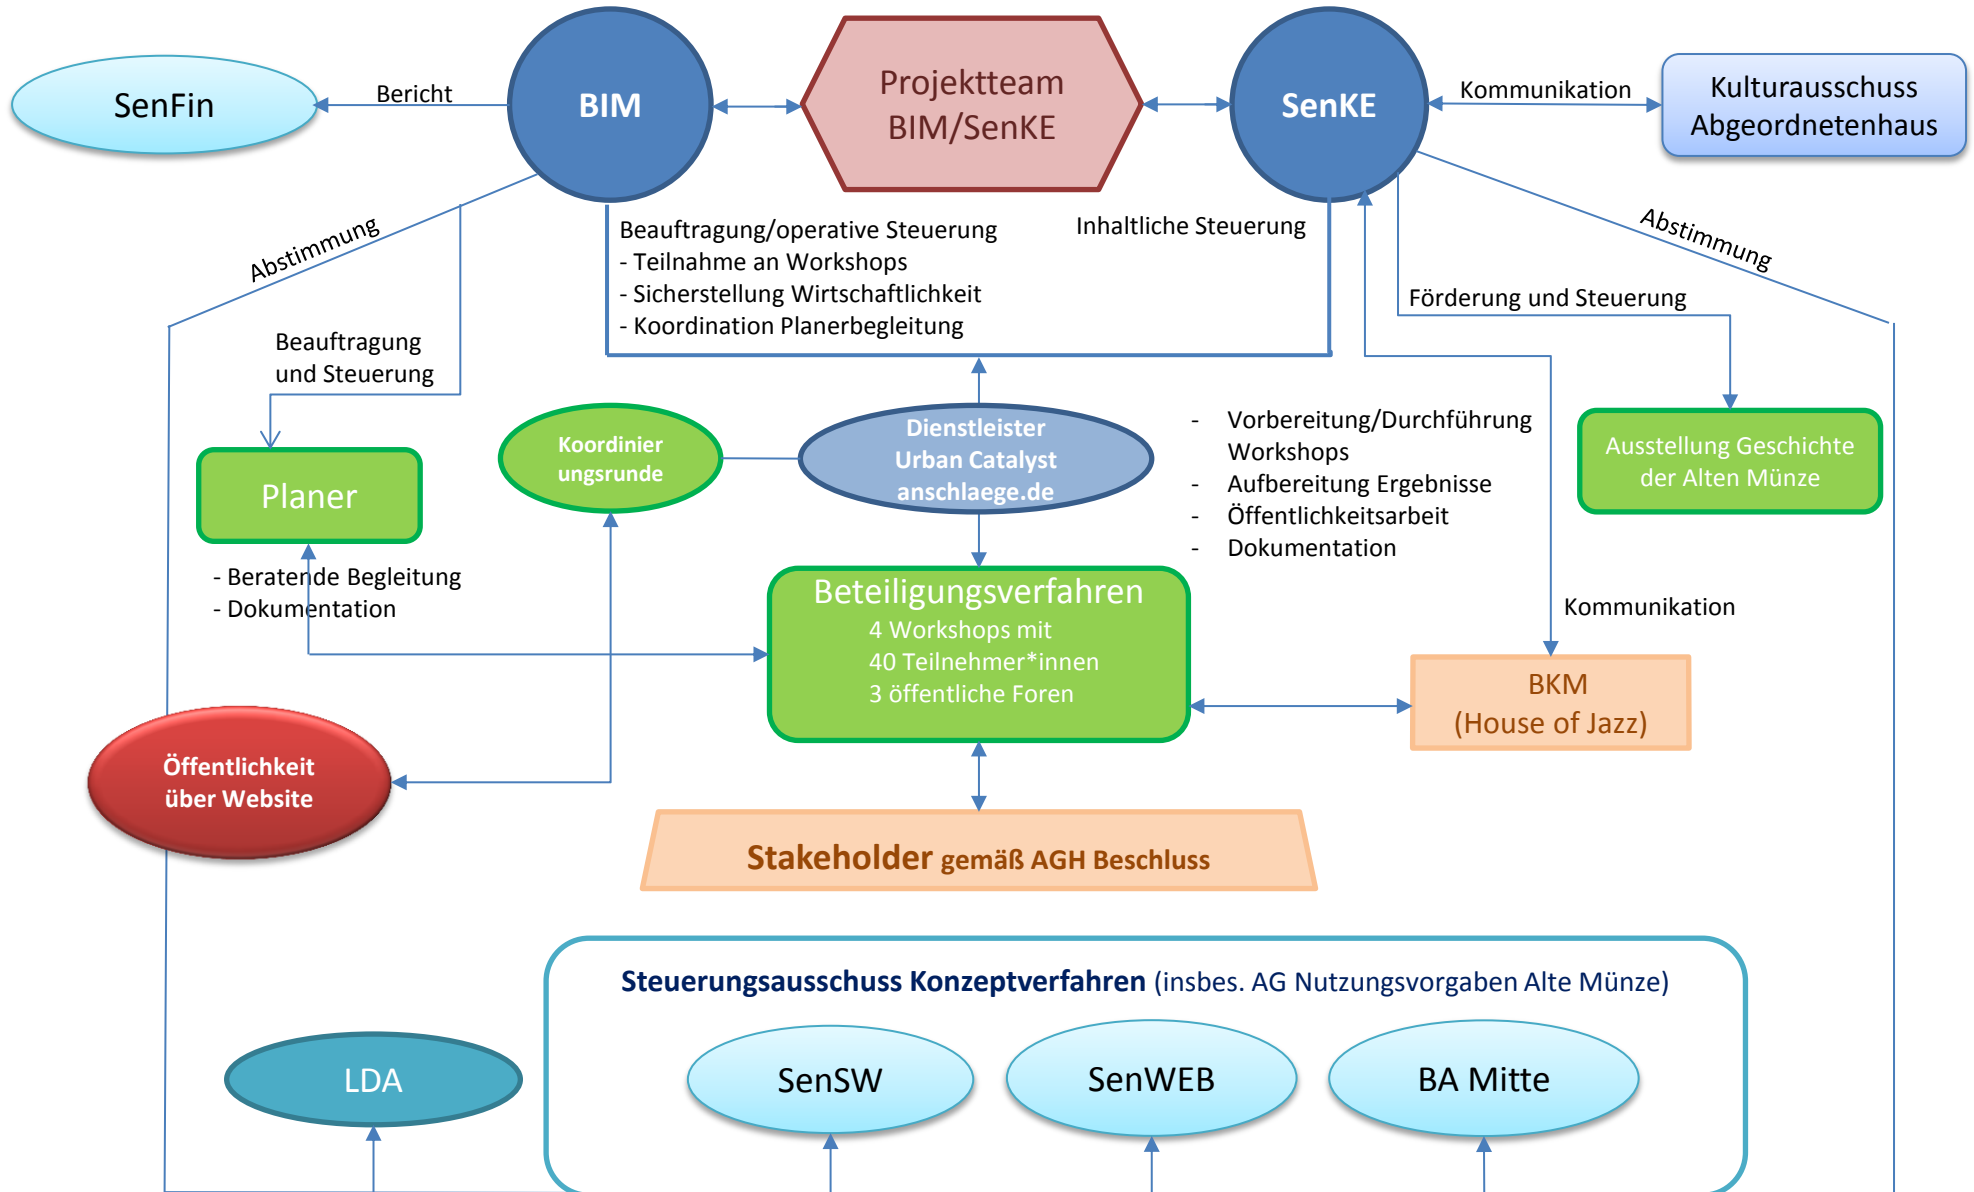 SenFin
Bericht
BIM
Projektteam
BIM/SenKE
SenKE
Kommunikation
Kulturausschuss
Abgeordnetenhaus
Abstimmung
Beauftragung/operative Steuerung
- Teilnahme an Workshops
- Sicherstellung Wirtschaftlichkeit
- Koordination Planerbegleitung
Inhaltliche Steuerung
Abstimmung
Förderung und Steuerung
Beauftragung
und Steuerung
Planer
Koordinier
ungsrunde
Dienstleister
Urban Catalyst
anschlaege.de
- Vorbereitung/Durchführung
Workshops
- Aufbereitung Ergebnisse
- Öffentlichkeitsarbeit
- Dokumentation
Ausstellung Geschichte
der Alten Münze
- Beratende Begleitung
- Dokumentation
Beteiligungsverfahren
4 Workshops mit
40 Teilnehmer*innen
3 öffentliche Foren
Kommunikation
BKM
(House of Jazz)
Öffentlichkeit
über Website
Stakeholder gemäß AGH Beschluss
Steuerungsausschuss Konzeptverfahren (insbes. AG Nutzungsvorgaben Alte Münze)
LDA
SenSW
SenWEB
BA Mitte